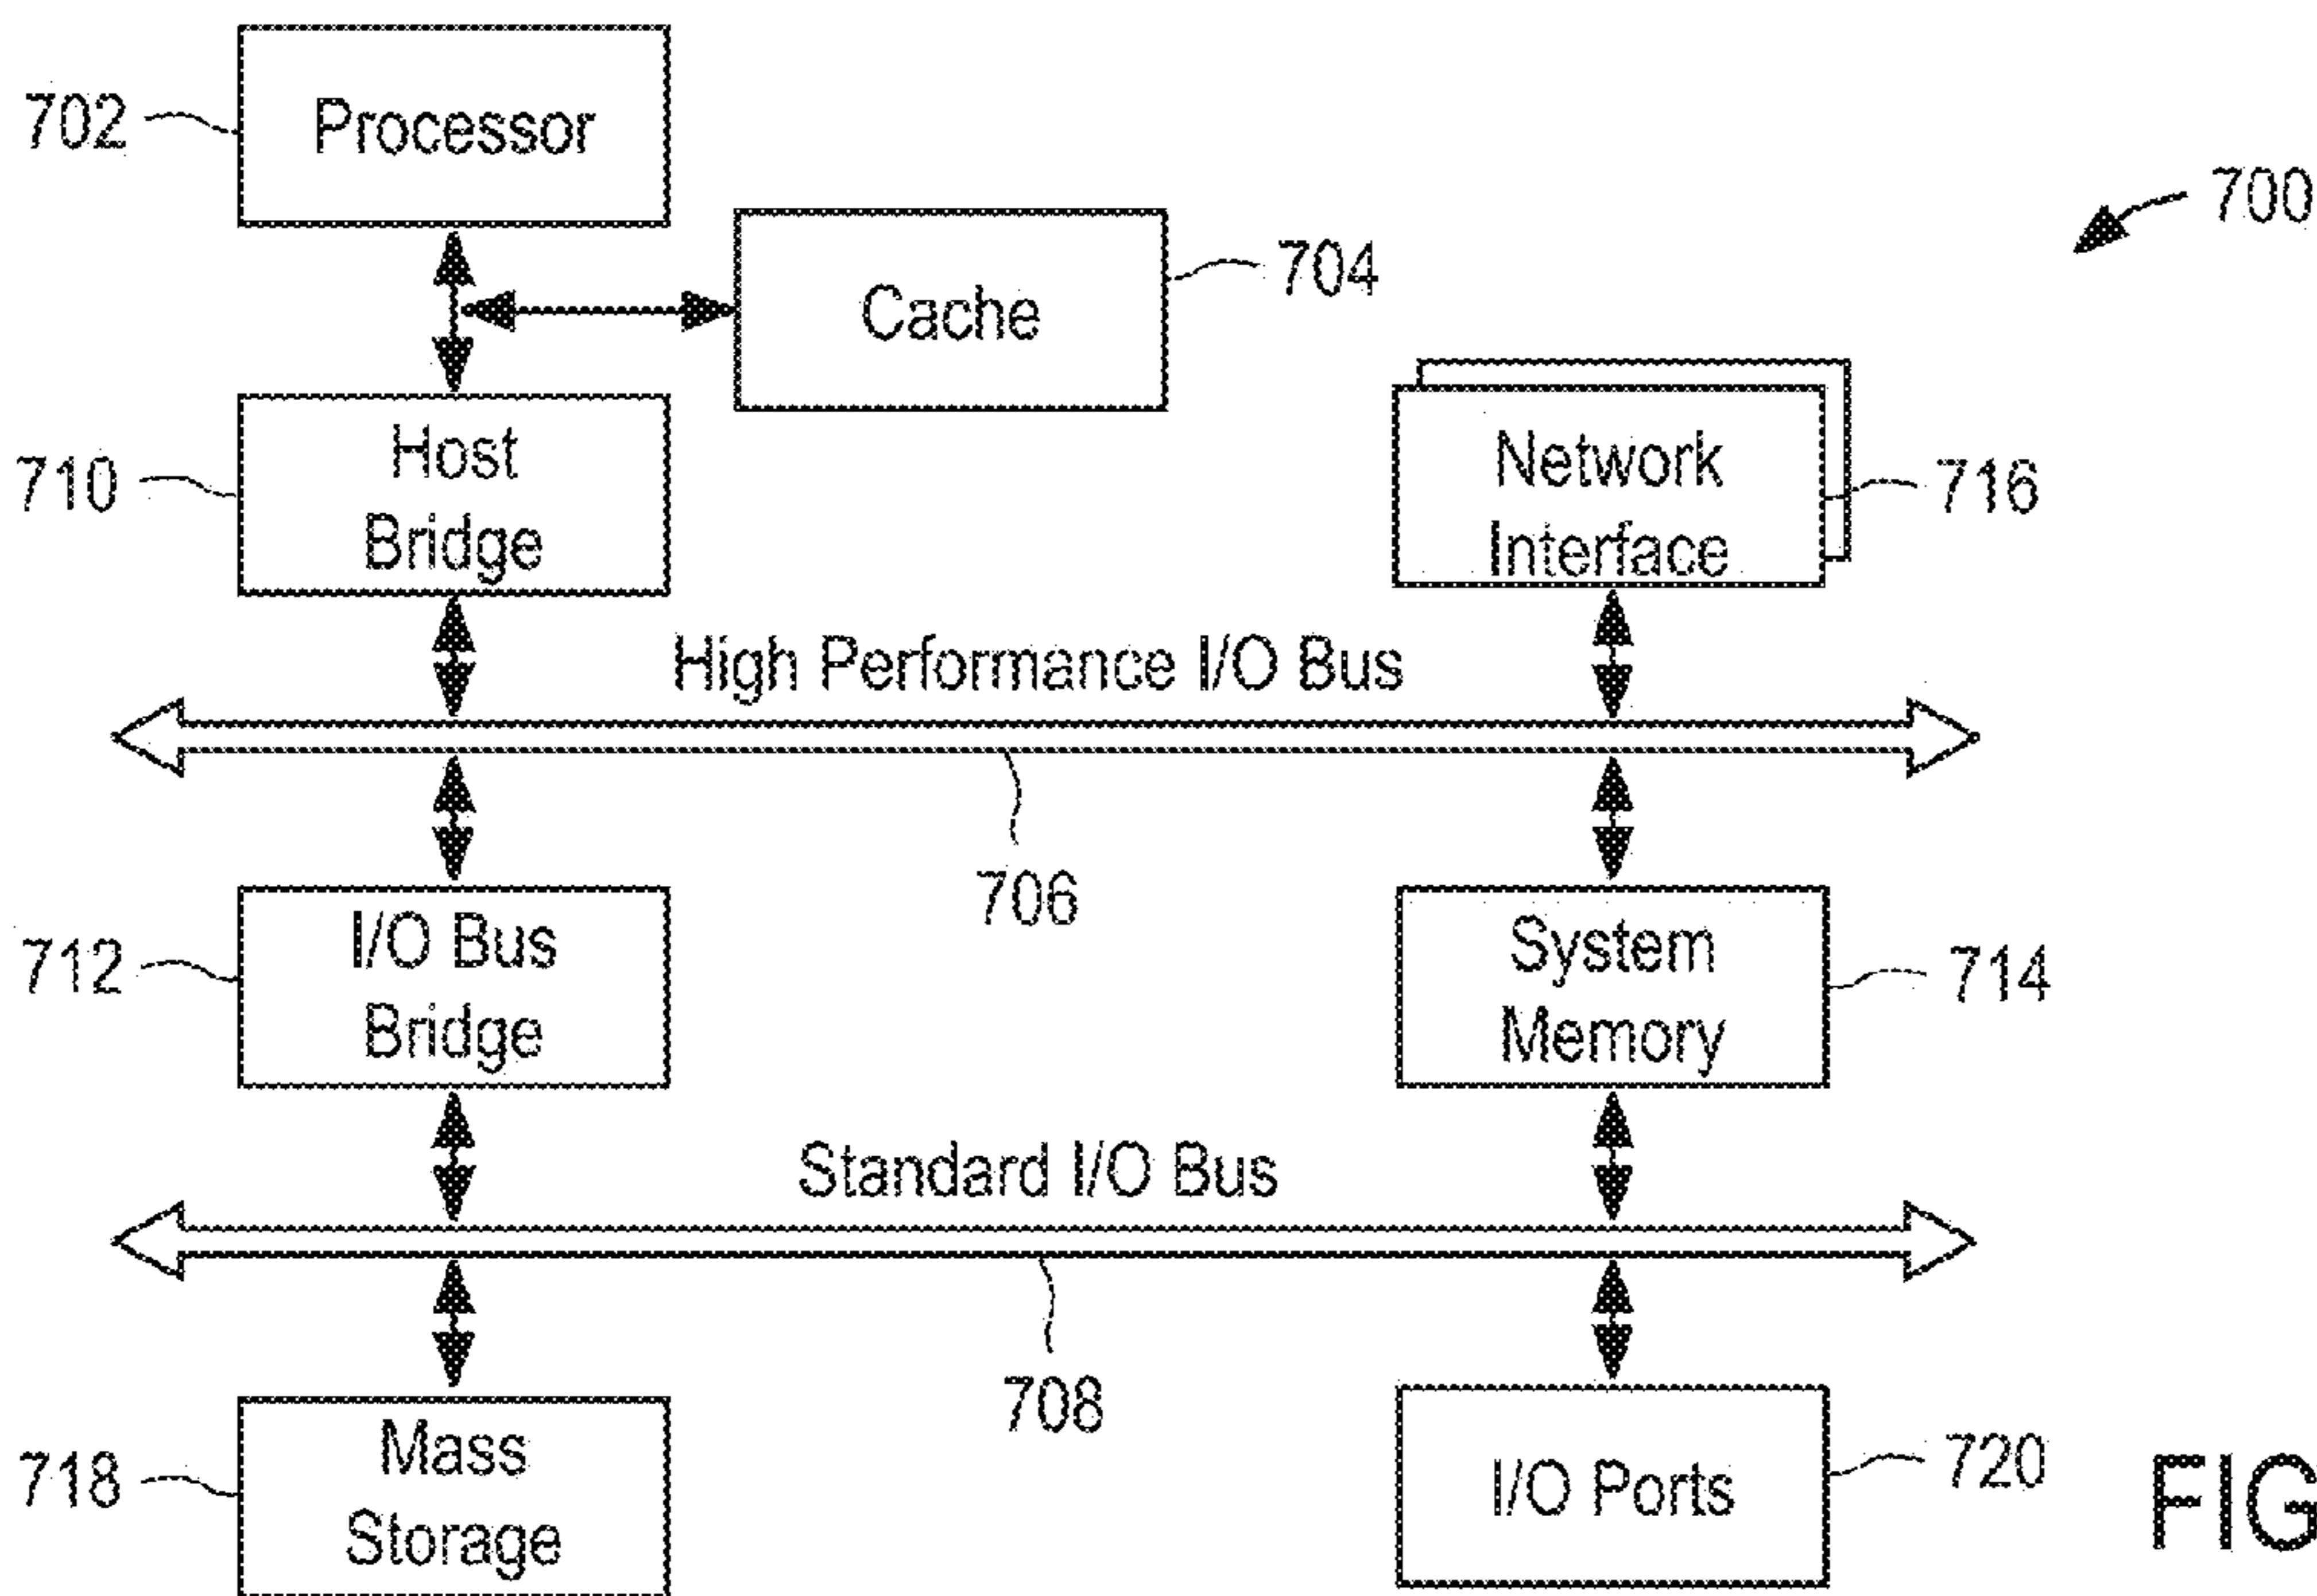 702
Processor
700
704
Cache
710
Host
Bridge
Network
Interface
716
High Performance I/O Bus
706
712
I/O Bus
Bridge
System
Memory
714
Standard I/O Bus
708
718
Mass
Storage
I/O Ports
720
FIG